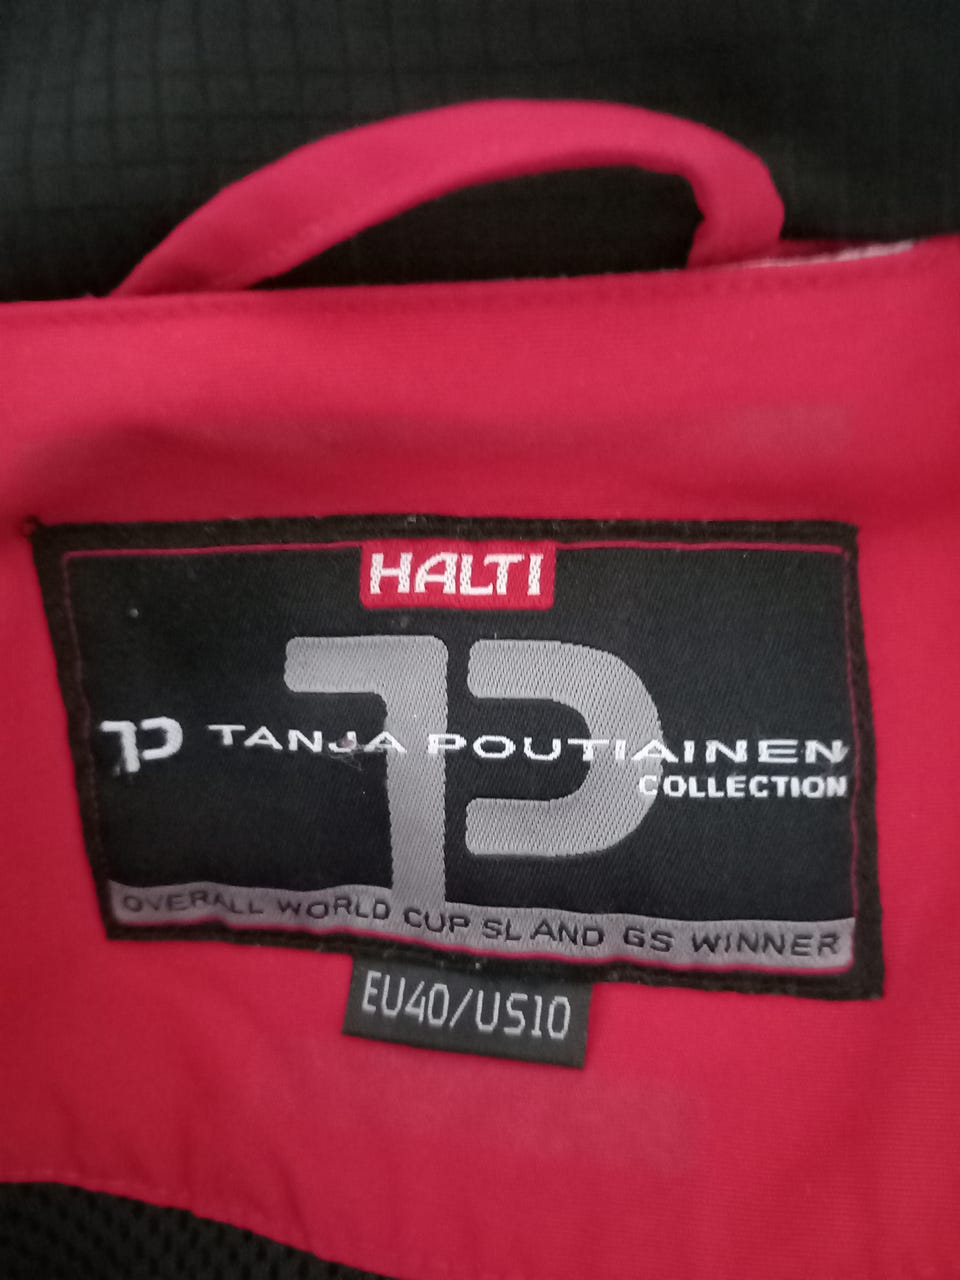 HALTI
TP TANJA POUTIAINEN
COLLECTION
OVERALL WORLD CUP SL AND GS WINNER
EU40/US10